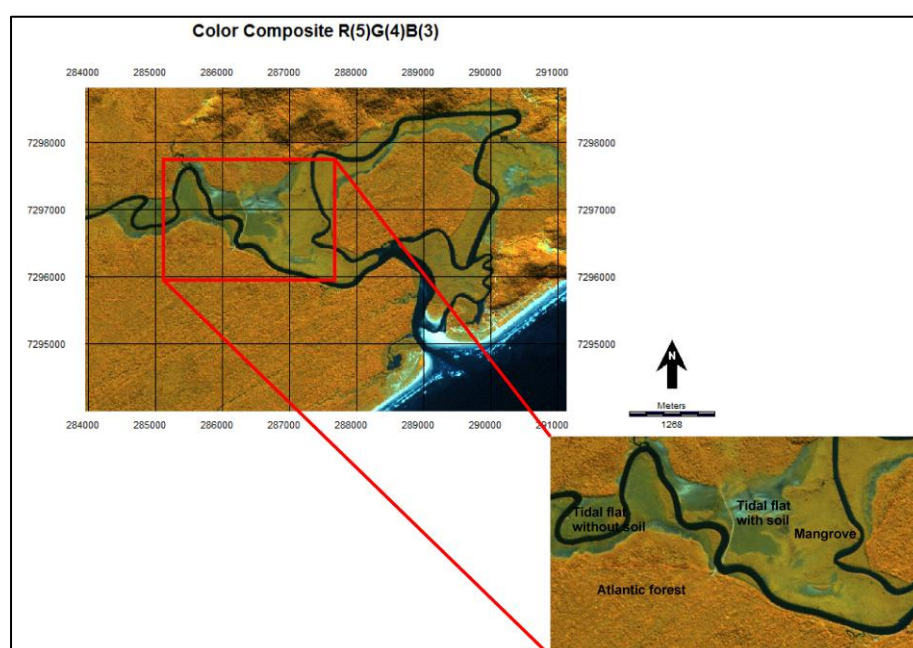 Color Composite R(5)G(4)B(3)
284000 285000 286000 287000 288000 289000 290000 291000
7298000 7298000
7297000 7297000
7296000 7296000
7295000 7295000
284000 285000 286000 287000 288000 289000 290000 291000
N
Meters
1268
Tidal flat
without soil
Tidal flat
with soil
Mangrove
Atlantic forest